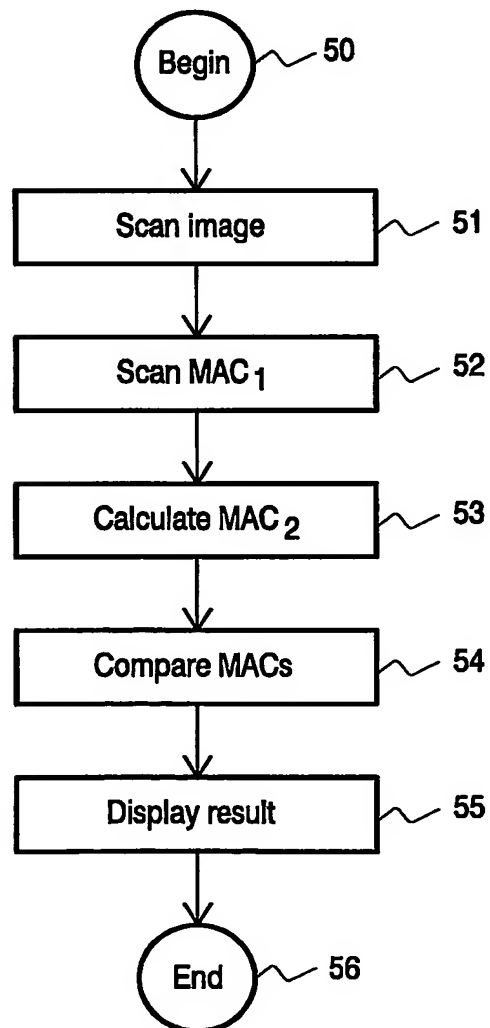 Begin 50
Scan image 51
Scan MAC1 52
Calculate MAC2 53
Compare MACs 54
Display result 55
End 56